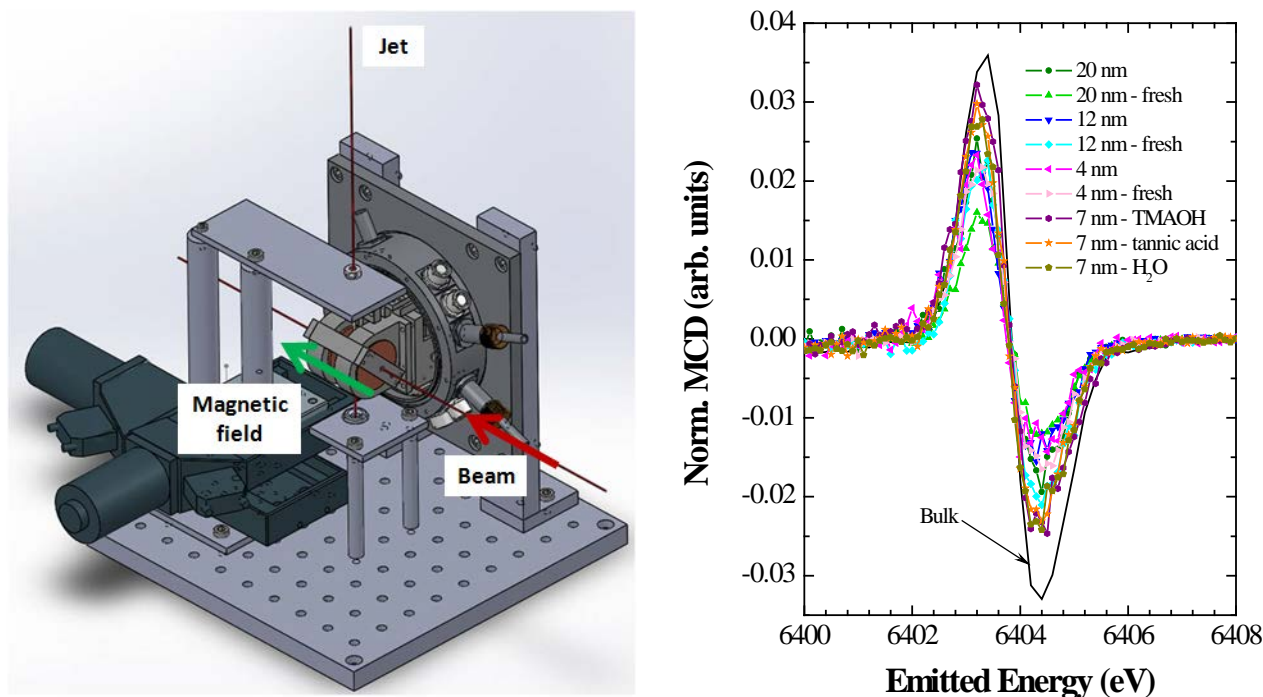 Jet
Magnetic
field
Beam
Norm. MCD (arb. units)
0.04
0.03
0.02
0.01
0.00
-0.01
-0.02
-0.03
20 nm
20 nm - fresh
12 nm
12 nm - fresh
4 nm
4 nm - fresh
7 nm - TMAOH
7 nm - tannic acid
7 nm - H₂O
Bulk
6400 6402 6404 6406 6408
Emitted Energy (eV)